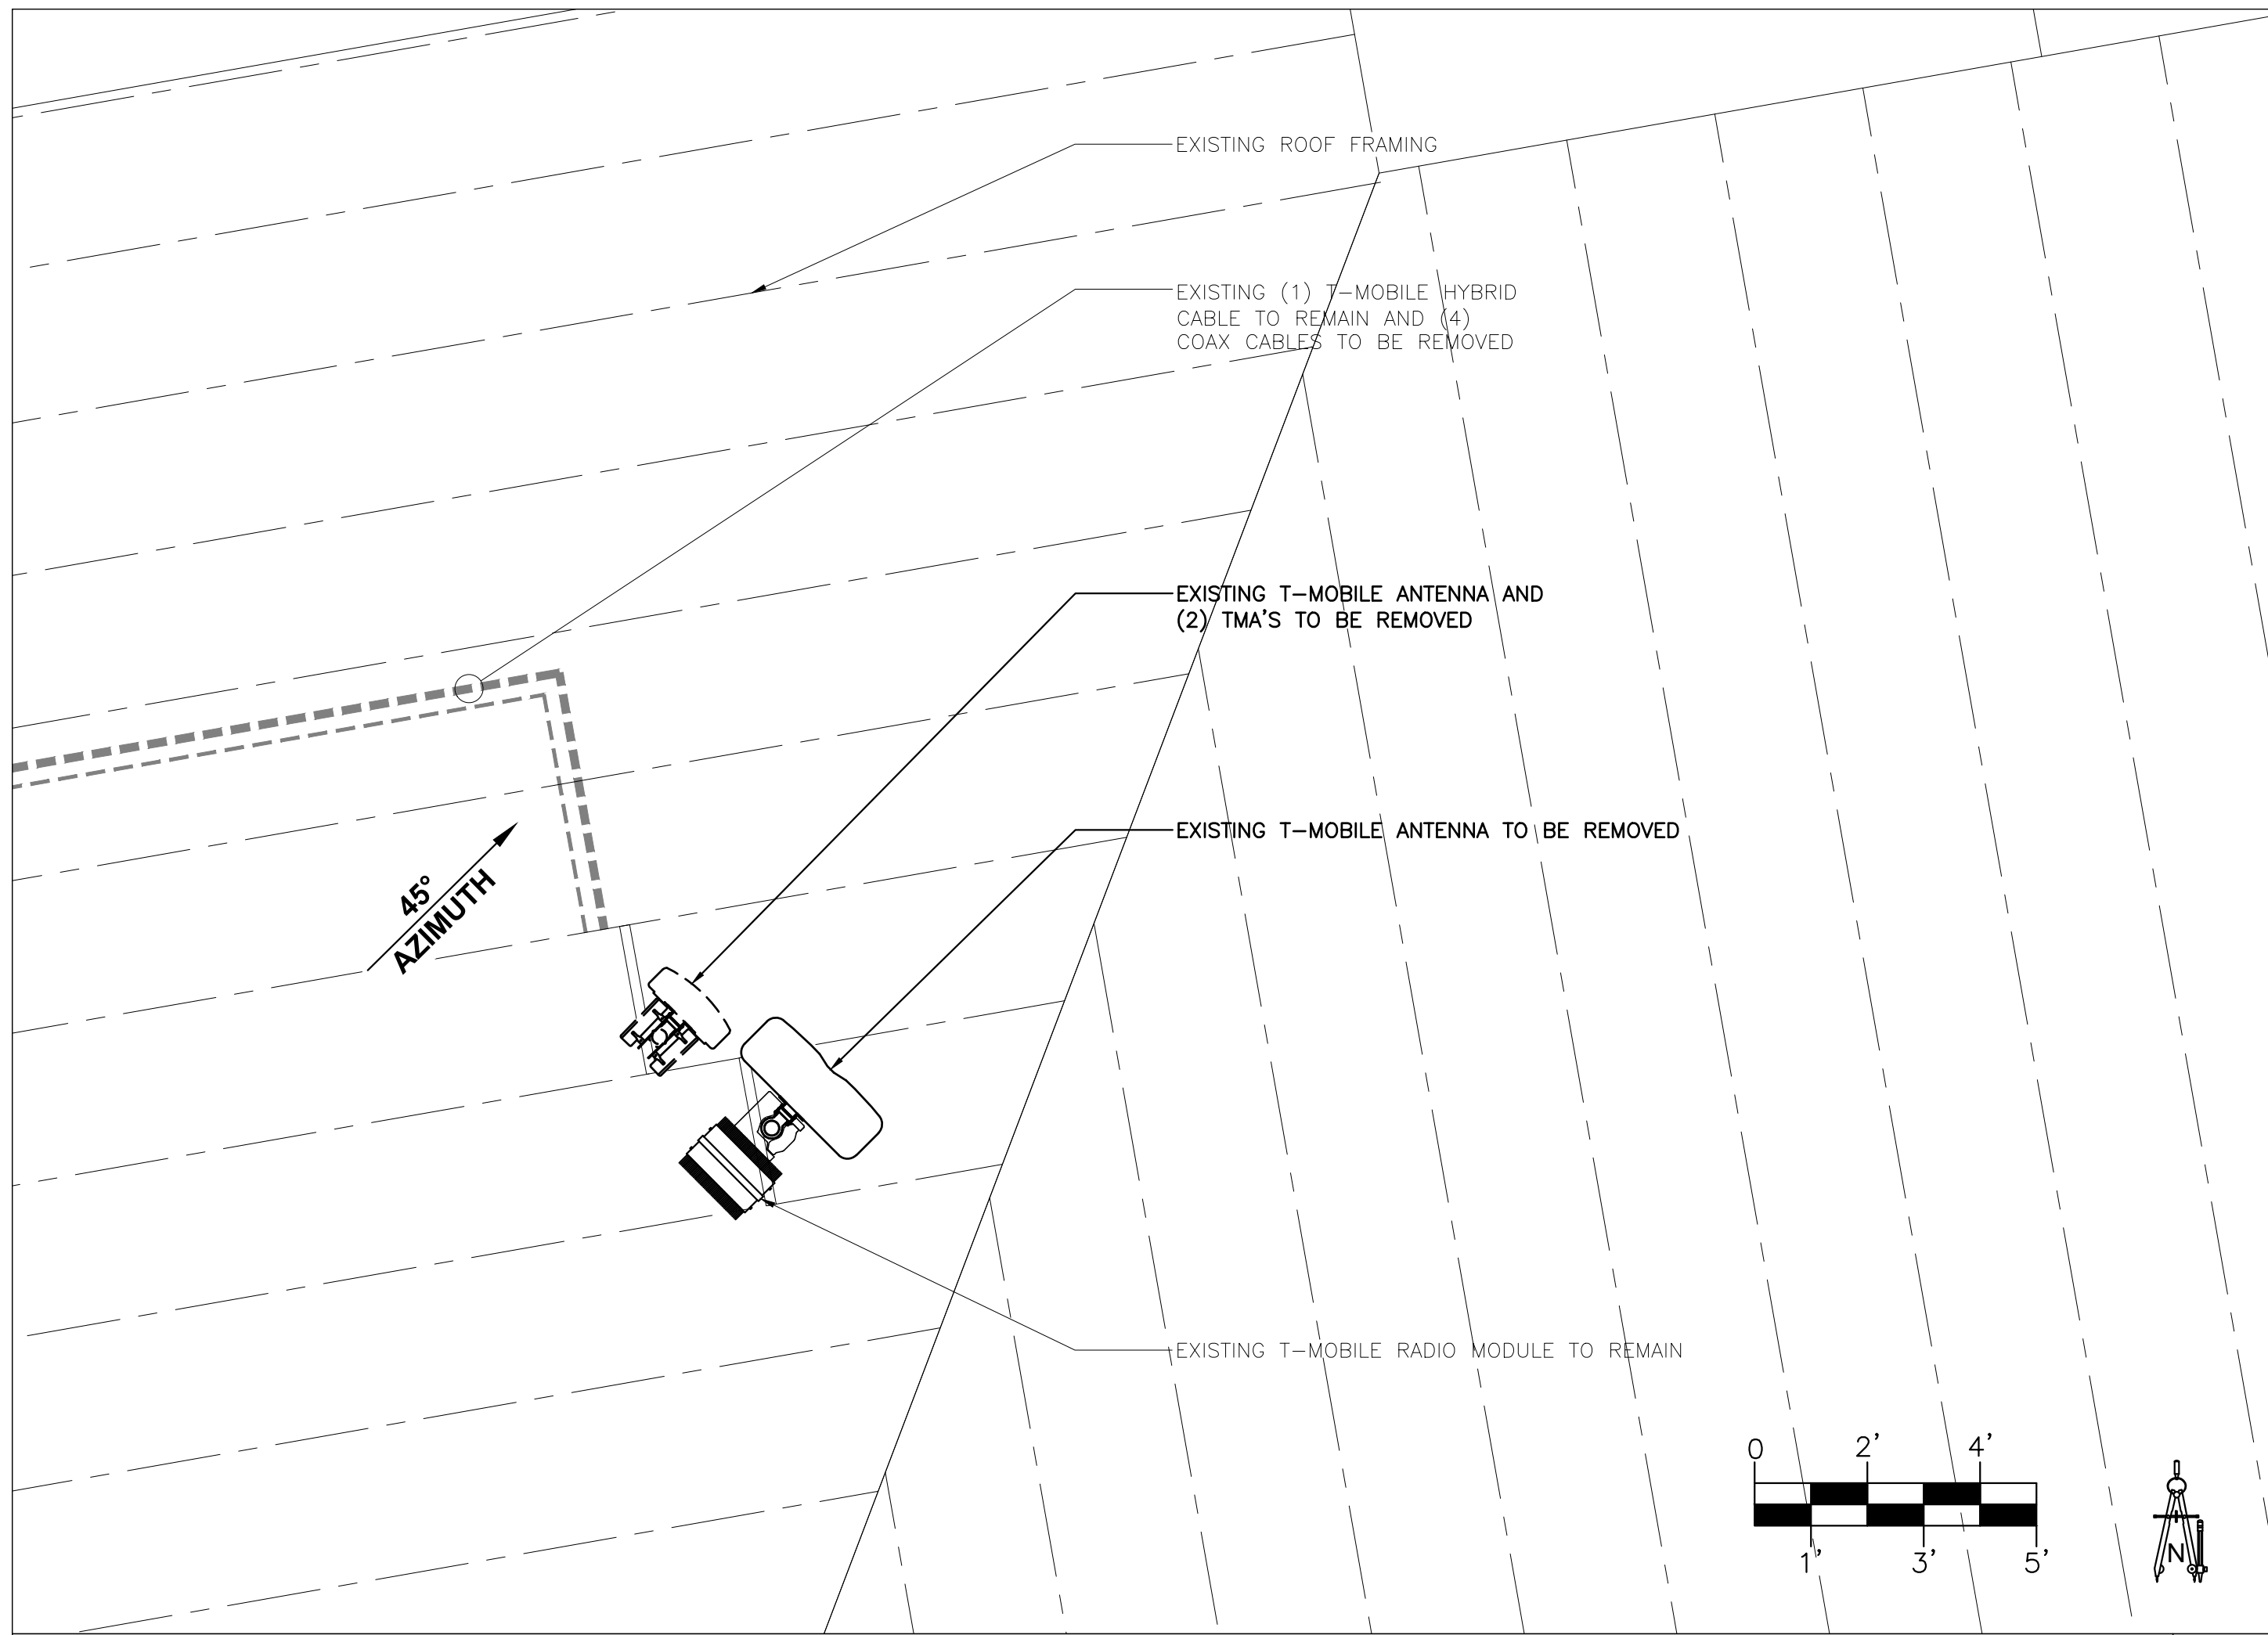 EXISTING ROOF FRAMING
EXISTING (1) T-MOBILE HYBRID
CABLE TO REMAIN AND (4)
COAX CABLES TO BE REMOVED
EXISTING T-MOBILE ANTENNA AND
(2) TMA'S TO BE REMOVED
EXISTING T-MOBILE ANTENNA TO BE REMOVED
45°
AZIMUTH
EXISTING T-MOBILE RADIO MODULE TO REMAIN
0 2' 4'
1' 3' 5'
N